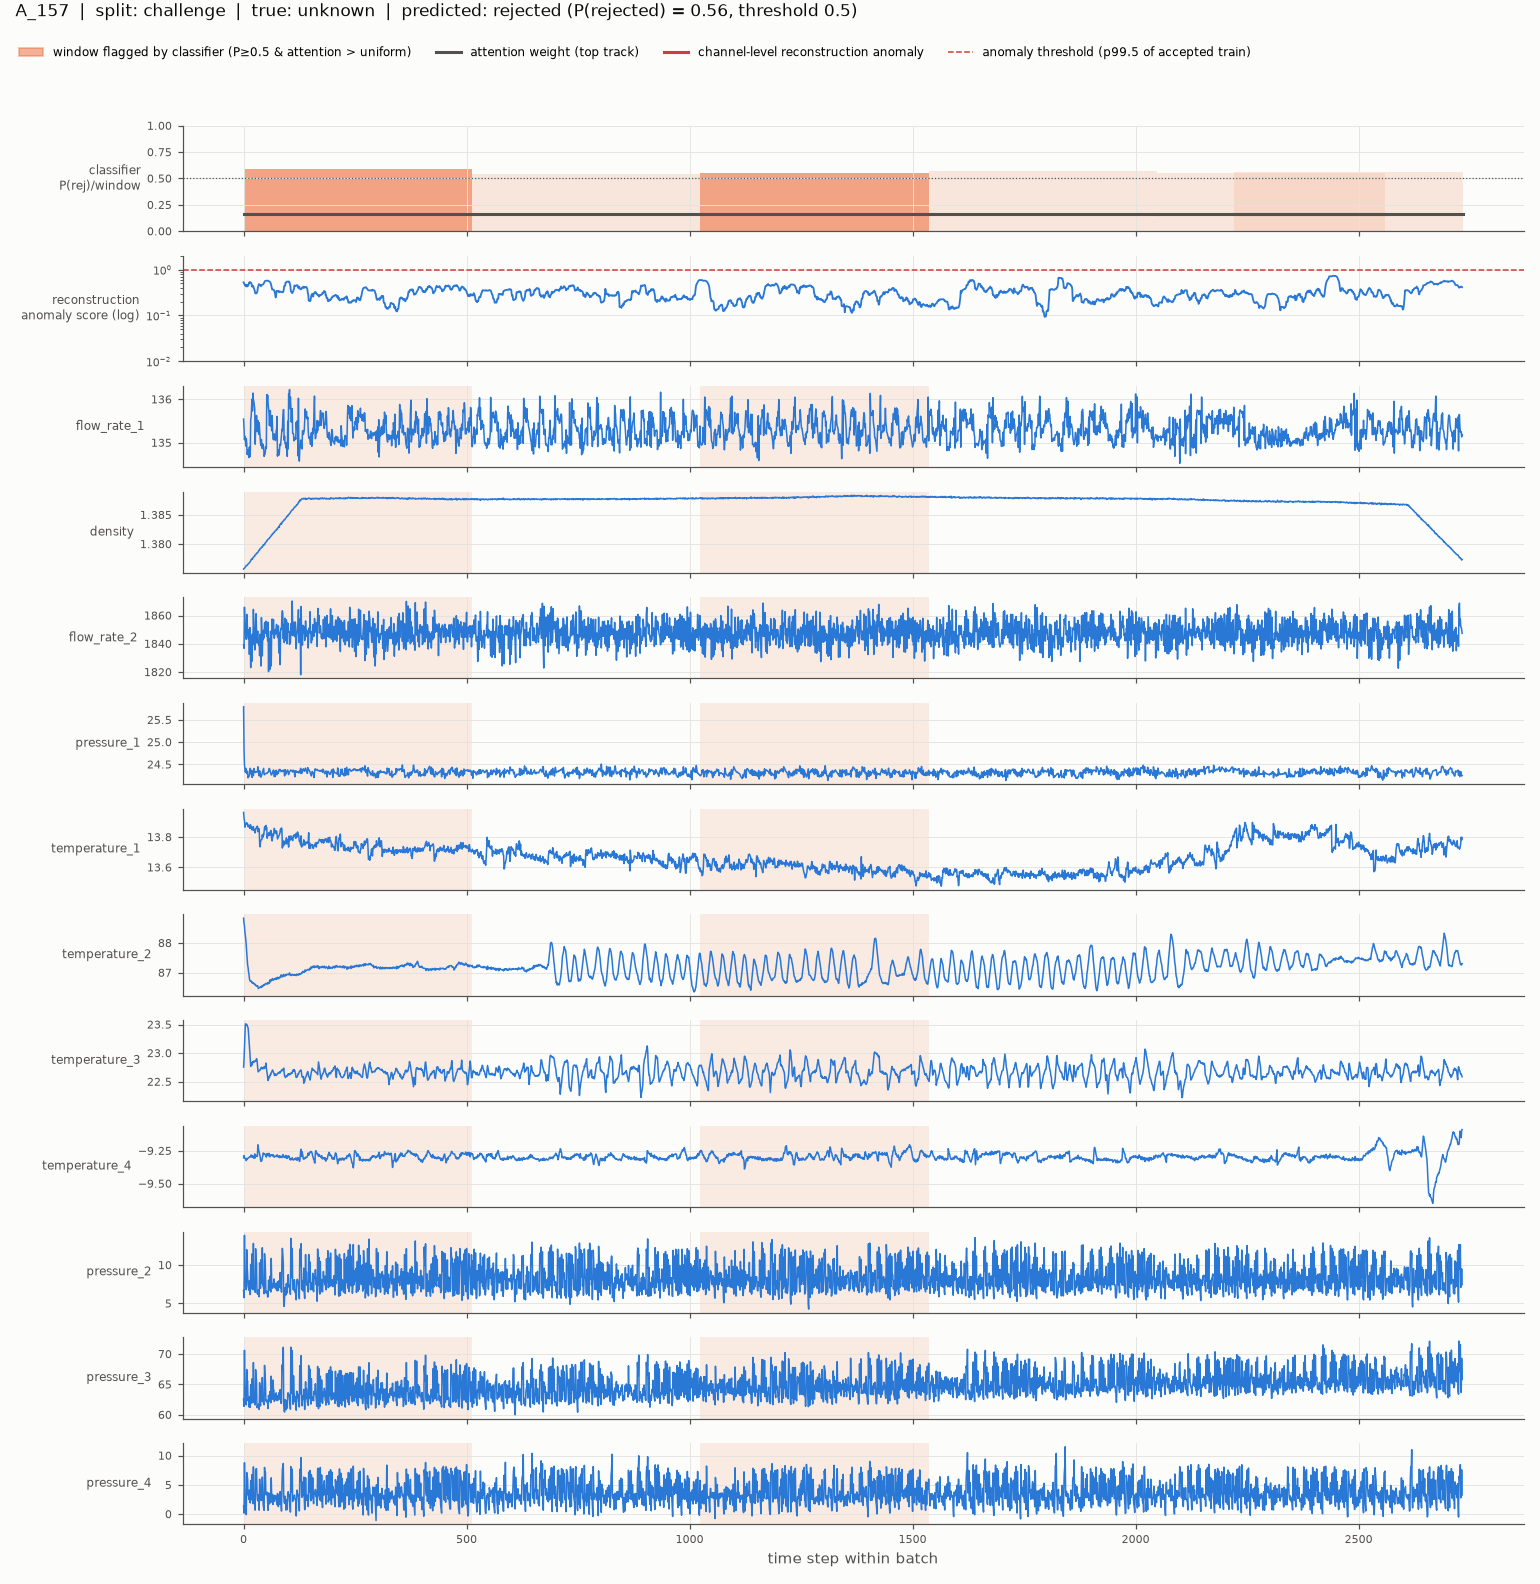 A_157 | split: challenge | true: unknown | predicted: rejected (P(rejected) = 0.56, threshold 0.5)
window flagged by classifier (P≥0.5 & attention > uniform) attention weight (top track) channel-level reconstruction anomaly anomaly threshold (p99.5 of accepted train)
1.00
0.75
classifier
P(rej)/window
0.50
0.25
0.00
10⁰
reconstruction
anomaly score (log)
10⁻¹
10⁻²
136
flow_rate_1
135
1.385
density
1.380
1860
flow_rate_2
1840
1820
25.5
pressure_1
25.0
24.5
13.8
temperature_1
13.6
88
temperature_2
87
23.5
temperature_3
23.0
22.5
−9.25
temperature_4
−9.50
10
pressure_2
5
70
pressure_3
65
60
10
pressure_4
5
0
0 500 1000 1500 2000 2500
time step within batch